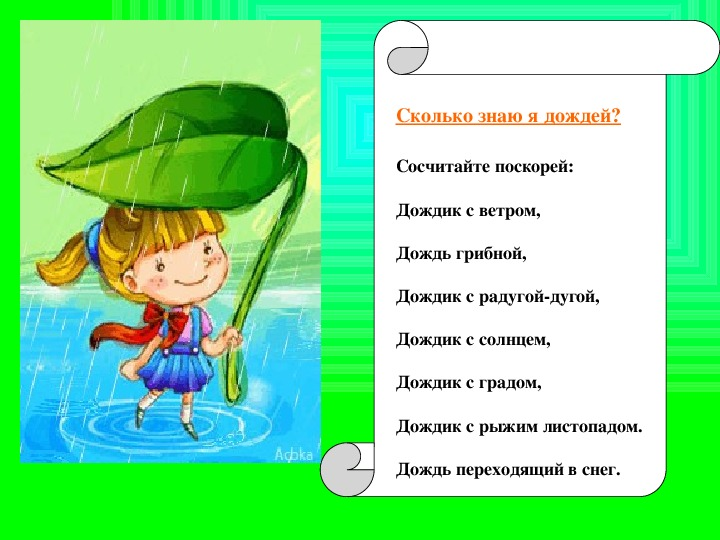 Сколько знаю я дождей?
Сосчитайте поскорей:
Дождик с ветром,
Дождь грибной,
Дождик с радугой-дугой,
Дождик с солнцем,
Дождик с градом,
Дождик с рыжим листопадом.
Дождь переходящий в снег.